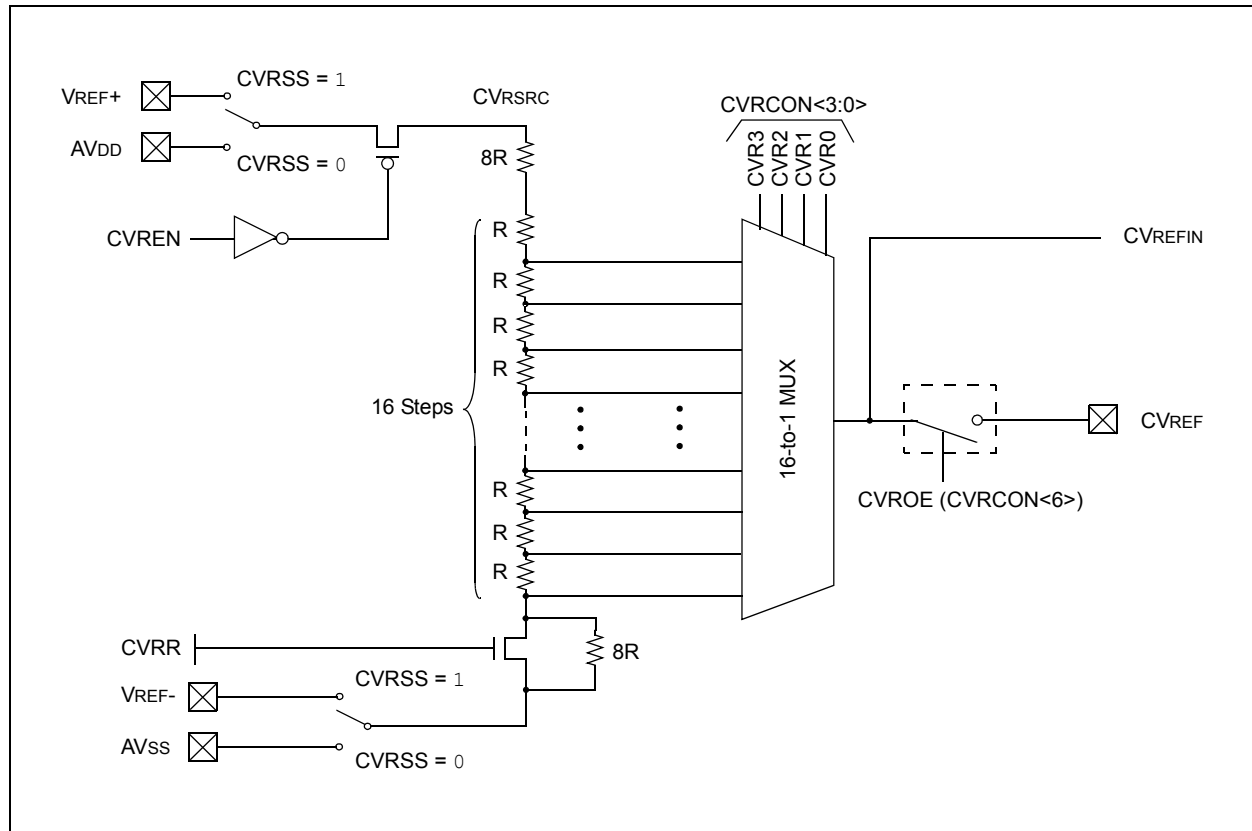 VREF+
CVRSS = 1
AVDD
CVRSS = 0
CVREN
CVRSRC
8R
R
R
R
R
16 Steps
R
R
R
CVRCON<3:0>
CVR3
CVR2
CVR1
CVR0
16-to-1 MUX
CVREFIN
CVREF
CVROE (CVRCON<6>)
CVRR
8R
VREF-
CVRSS = 1
AVSS
CVRSS = 0